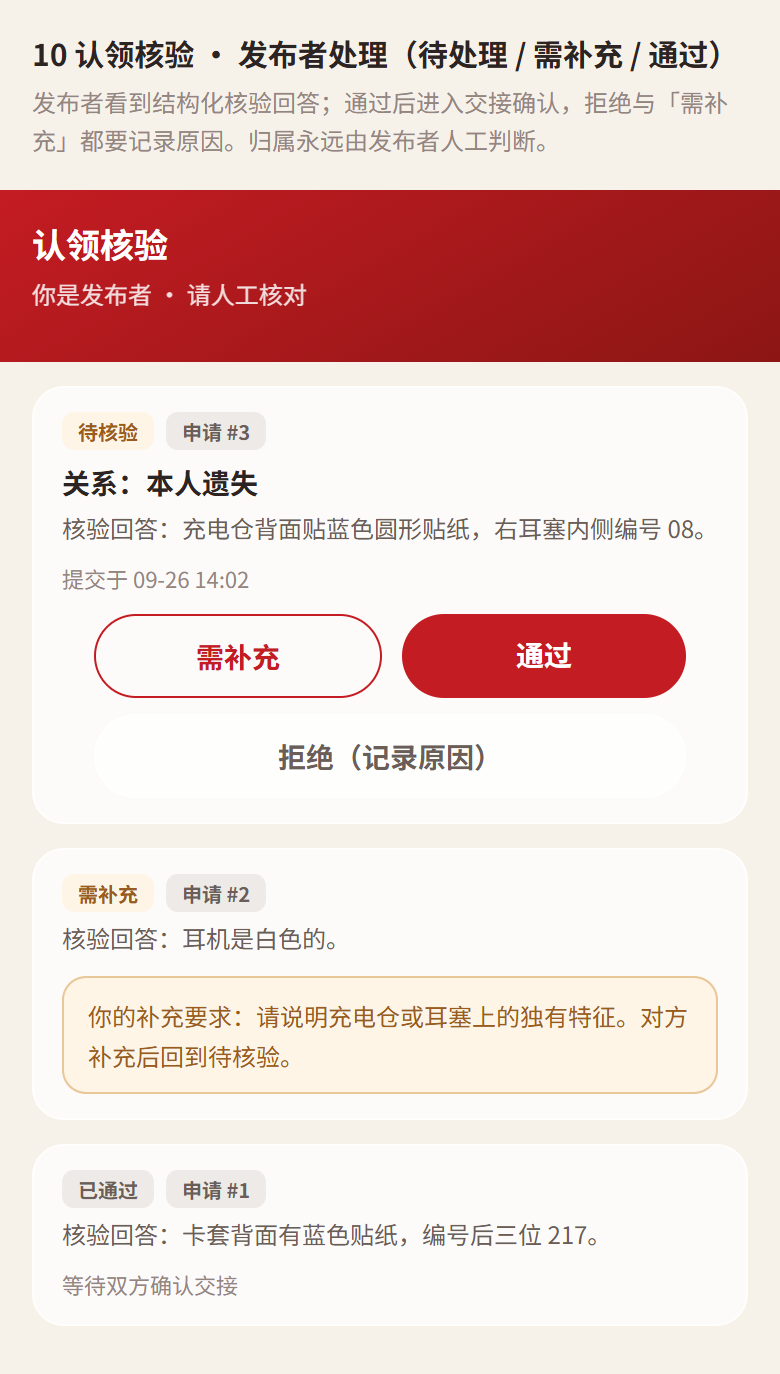 10 认领核验 · 发布者处理（待处理 / 需补充 / 通过）
发布者看到结构化核验回答；通过后进入交接确认，拒绝与「需补
充」都要记录原因。归属永远由发布者人工判断。
认领核验
你是发布者 · 请人工核对
待核验 申请 #3
关系：本人遗失
核验回答：充电仓背面贴蓝色圆形贴纸，右耳塞内侧编号 08。
提交于 09-26 14:02
需补充 通过
拒绝（记录原因）
需补充 申请 #2
核验回答：耳机是白色的。
你的补充要求：请说明充电仓或耳塞上的独有特征。对方
补充后回到待核验。
已通过 申请 #1
核验回答：卡套背面有蓝色贴纸，编号后三位 217。
等待双方确认交接